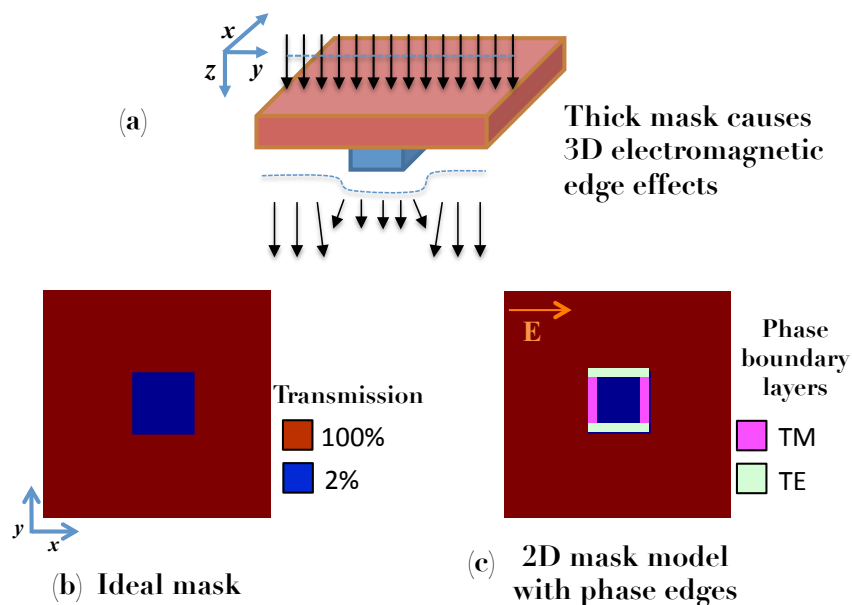 x
y
z
(a)
Thick mask causes
3D electromagnetic
edge effects
Transmission
100%
2%
y
x
(b) Ideal mask
E
Phase
boundary
layers
TM
TE
(c) 2D mask model
with phase edges